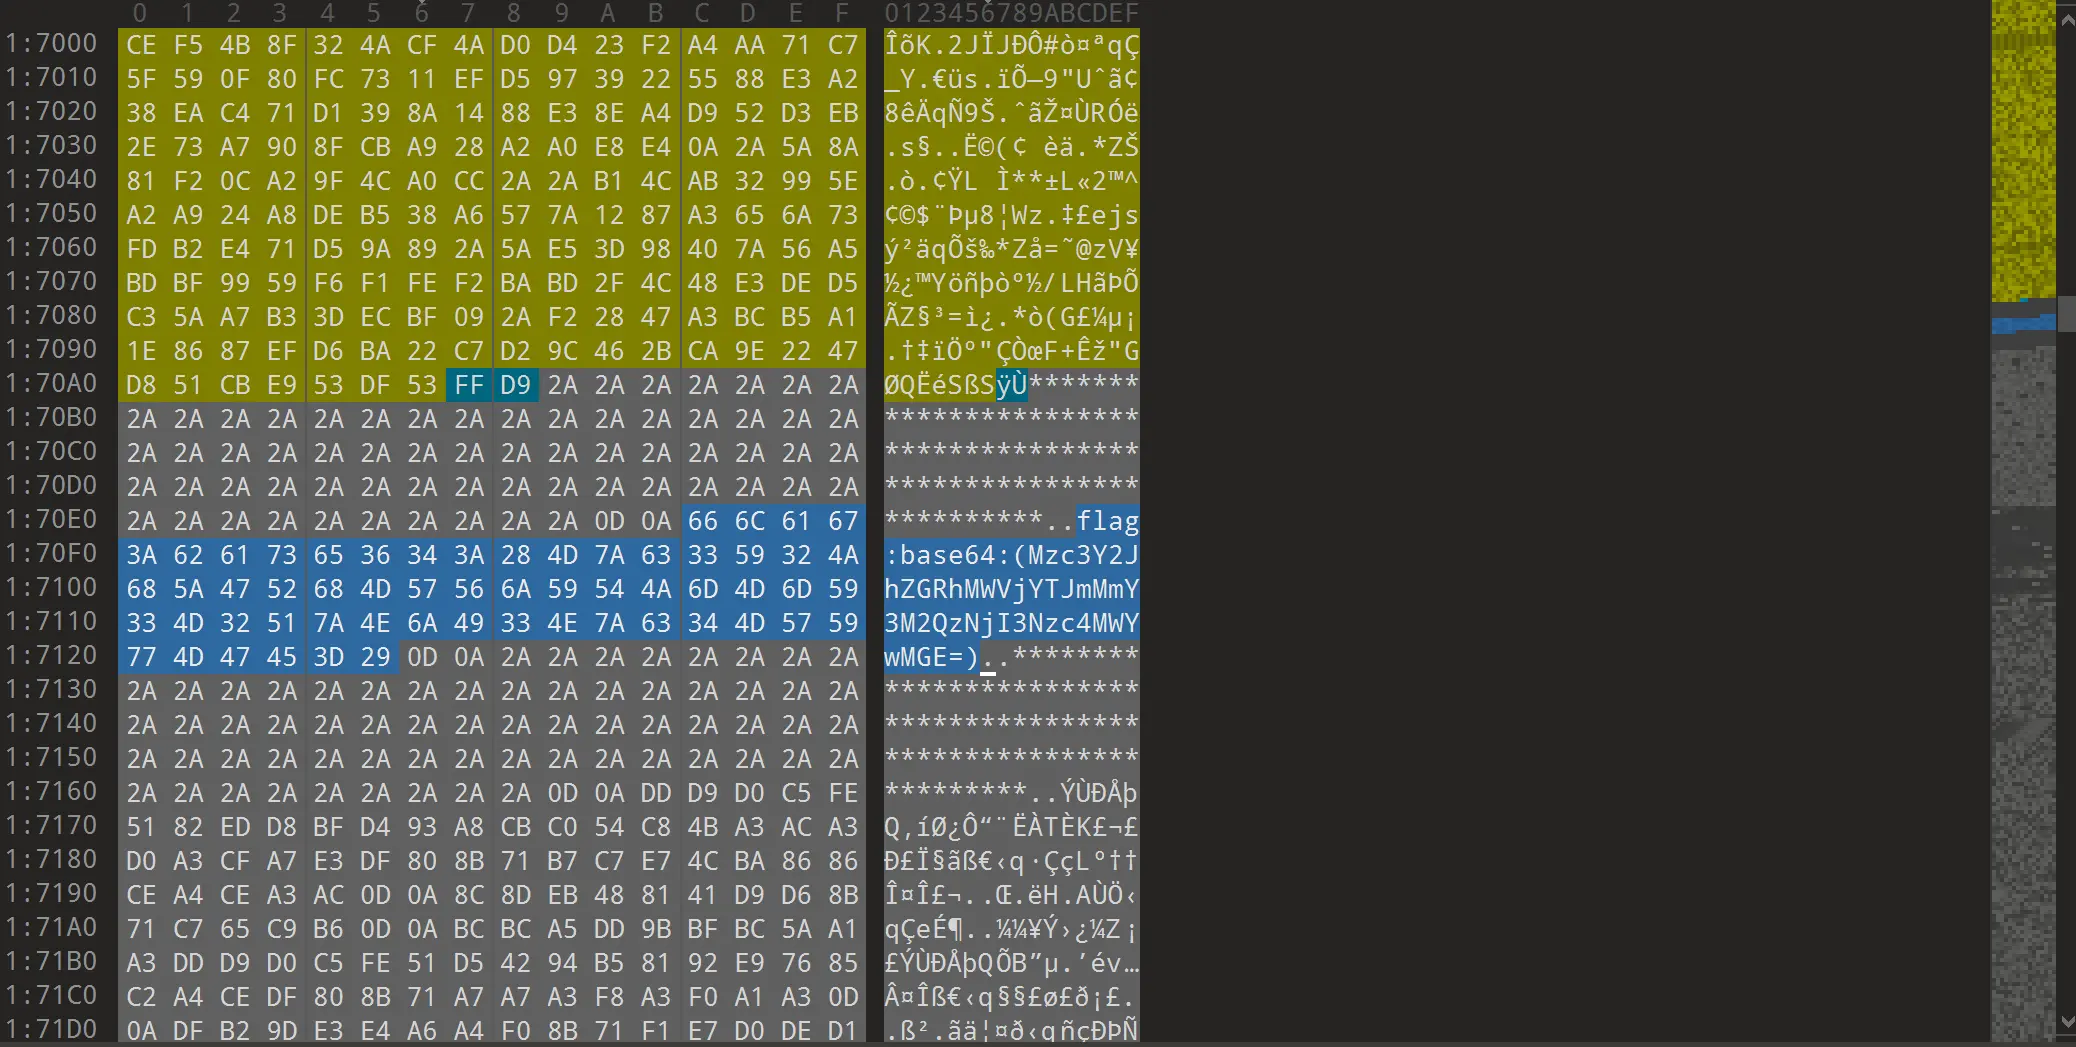 0 1 2 3 4 5 6 7 8 9 A B C D E F 0123456789ABCDEF
1:7000 CE F5 4B 8F 32 4A CF 4A D0 D4 23 F2 A4 AA 71 C7 ÎõK.2JÏJÐÔ#ò¤ªqÇ
1:7010 5F 59 0F 80 FC 73 11 EF D5 97 39 22 55 88 E3 A2 _Y.€üs.ïÕ—9"Uˆã¢
1:7020 38 EA C4 71 D1 39 8A 14 88 E3 8E A4 D9 52 D3 EB 8êÄqÑ9Š.ˆãŽ¤ÙRÓë
1:7030 2E 73 A7 90 8F CB A9 28 A2 A0 E8 E4 0A 2A 5A 8A .s§..Ë©(¢ èä.*ZŠ
1:7040 81 F2 0C A2 9F 4C A0 CC 2A 2A B1 4C AB 32 99 5E .ò.¢ŸL Ì**±L«2™^
1:7050 A2 A9 24 A8 DE B5 38 A6 57 7A 12 87 A3 65 6A 73 ¢©$¨Þµ8¦Wz.‡£ejs
1:7060 FD B2 E4 71 D5 9A 89 2A 5A E5 3D 98 40 7A 56 A5 ý²äqÕš‰*Zå=˜@zV¥
1:7070 BD BF 99 59 F6 F1 FE F2 BA BD 2F 4C 48 E3 DE D5 ½¿™Yöñþòº½/LHãÞÕ
1:7080 C3 5A A7 B3 3D EC BF 09 2A F2 28 47 A3 BC B5 A1 ÃZ§³=ì¿.*ò(G£¼µ¡
1:7090 1E 86 87 EF D6 BA 22 C7 D2 9C 46 2B CA 9E 22 47 .†‡ïÖº"ÇÒœF+Êž"G
1:70A0 D8 51 CB E9 53 DF 53 FF D9 2A 2A 2A 2A 2A 2A 2A ØQËéSßSÿÙ*******
1:70B0 2A 2A 2A 2A 2A 2A 2A 2A 2A 2A 2A 2A 2A 2A 2A 2A ****************
1:70C0 2A 2A 2A 2A 2A 2A 2A 2A 2A 2A 2A 2A 2A 2A 2A 2A ****************
1:70D0 2A 2A 2A 2A 2A 2A 2A 2A 2A 2A 2A 2A 2A 2A 2A 2A ****************
1:70E0 2A 2A 2A 2A 2A 2A 2A 2A 2A 2A 0D 0A 66 6C 61 67 **********..flag
1:70F0 3A 62 61 73 65 36 34 3A 28 4D 7A 63 33 59 32 4A :base64:(Mzc3Y2J
1:7100 68 5A 47 52 68 4D 57 56 6A 59 54 4A 6D 4D 6D 59 hZGRhMWVjYTJmMmY
1:7110 33 4D 32 51 7A 4E 6A 49 33 4E 7A 63 34 4D 57 59 3M2QzNjI3Nzc4MWY
1:7120 77 4D 47 45 3D 29 0D 0A 2A 2A 2A 2A 2A 2A 2A 2A wMGE=)..********
1:7130 2A 2A 2A 2A 2A 2A 2A 2A 2A 2A 2A 2A 2A 2A 2A 2A ****************
1:7140 2A 2A 2A 2A 2A 2A 2A 2A 2A 2A 2A 2A 2A 2A 2A 2A ****************
1:7150 2A 2A 2A 2A 2A 2A 2A 2A 2A 2A 2A 2A 2A 2A 2A 2A ****************
1:7160 2A 2A 2A 2A 2A 2A 2A 2A 2A 0D 0A DD D9 D0 C5 FE *********..ÝÙÐÅþ
1:7170 51 82 ED D8 BF D4 93 A8 CB C0 54 C8 4B A3 AC A3 Q‚íØ¿Ô“¨ËÀTÈK£¬£
1:7180 D0 A3 CF A7 E3 DF 80 8B 71 B7 C7 E7 4C BA 86 86 Ð£Ï§ãß€‹q·ÇçLº††
1:7190 CE A4 CE A3 AC 0D 0A 8C 8D EB 48 81 41 D9 D6 8B Î¤Î£¬..Œ.ëH.AÙÖ‹
1:71A0 71 C7 65 C9 B6 0D 0A BC BC A5 DD 9B BF BC 5A A1 qÇeÉ¶..¼¼¥Ý›¿¼Z¡
1:71B0 A3 DD D9 D0 C5 FE 51 D5 42 94 B5 81 92 E9 76 85 £ÝÙÐÅþQÕB”µ.’év…
1:71C0 C2 A4 CE DF 80 8B 71 A7 A7 A3 F8 A3 F0 A1 A3 0D Â¤Îß€‹q§§£ø£ð¡£.
1:71D0 0A DF B2 9D E3 E4 A6 A4 F0 8B 71 F1 E7 D0 DE D1 .ß².ãä¦¤ð‹qñçÐÞÑ